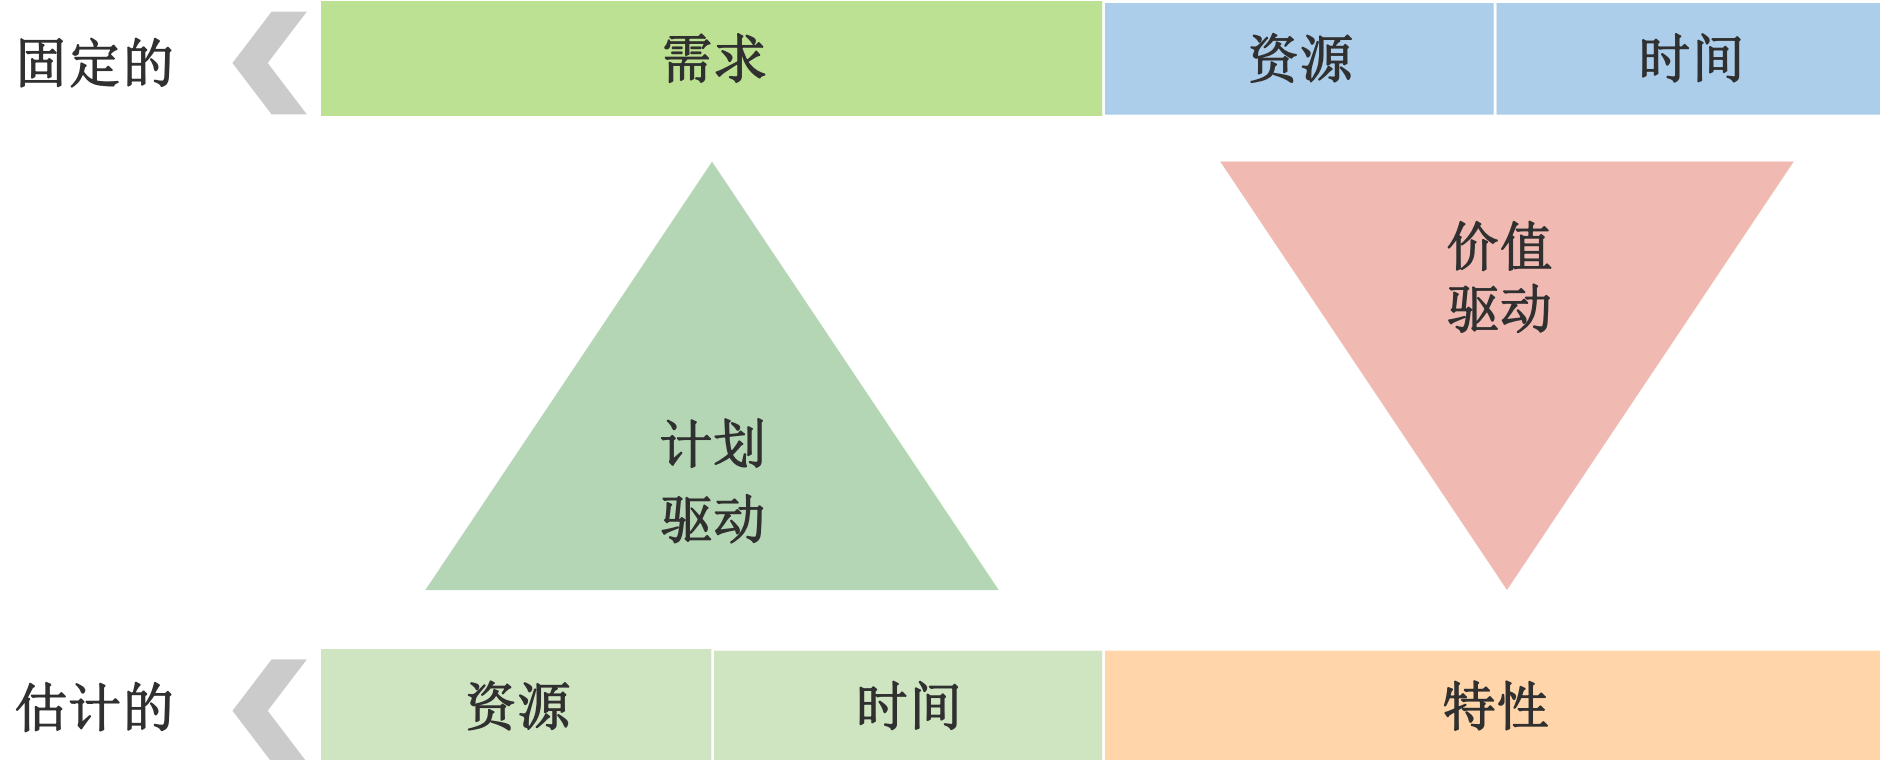 固定的
需求
资源
时间
价值
驱动
计划
驱动
估计的
资源
时间
特性